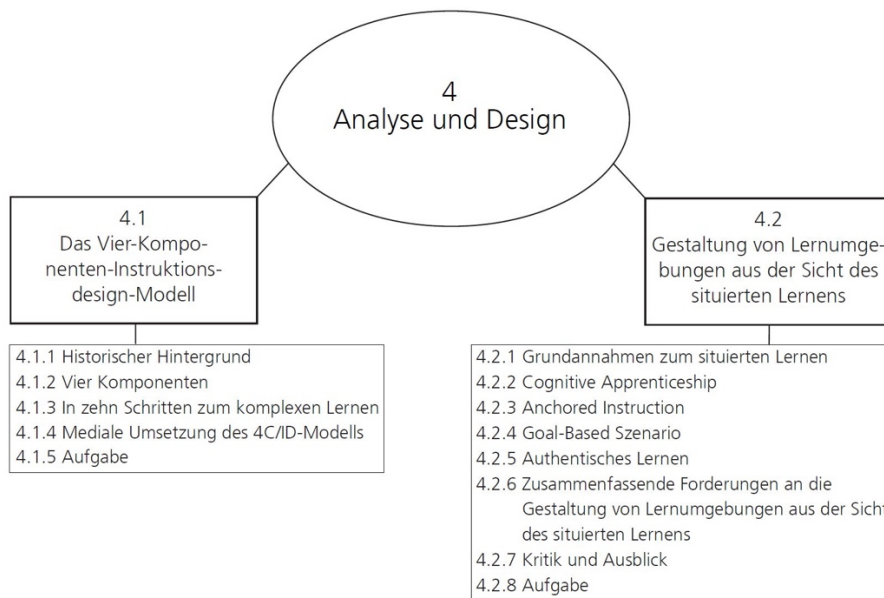 4
Analyse und Design
4.1
Das Vier-Kompo-
nenten-Instruktions-
design-Modell
4.1.1 Historischer Hintergrund
4.1.2 Vier Komponenten
4.1.3 In zehn Schritten zum komplexen Lernen
4.1.4 Mediale Umsetzung des 4C/ID-Modells
4.1.5 Aufgabe
4.2
Gestaltung von Lernumge-
bungen aus der Sicht des
situierten Lernens
4.2.1 Grundannahmen zum situierten Lernen
4.2.2 Cognitive Apprenticeship
4.2.3 Anchored Instruction
4.2.4 Goal-Based Szenario
4.2.5 Authentisches Lernen
4.2.6 Zusammenfassende Forderungen an die
Gestaltung von Lernumgebungen aus der Sicht
des situierten Lernens
4.2.7 Kritik und Ausblick
4.2.8 Aufgabe